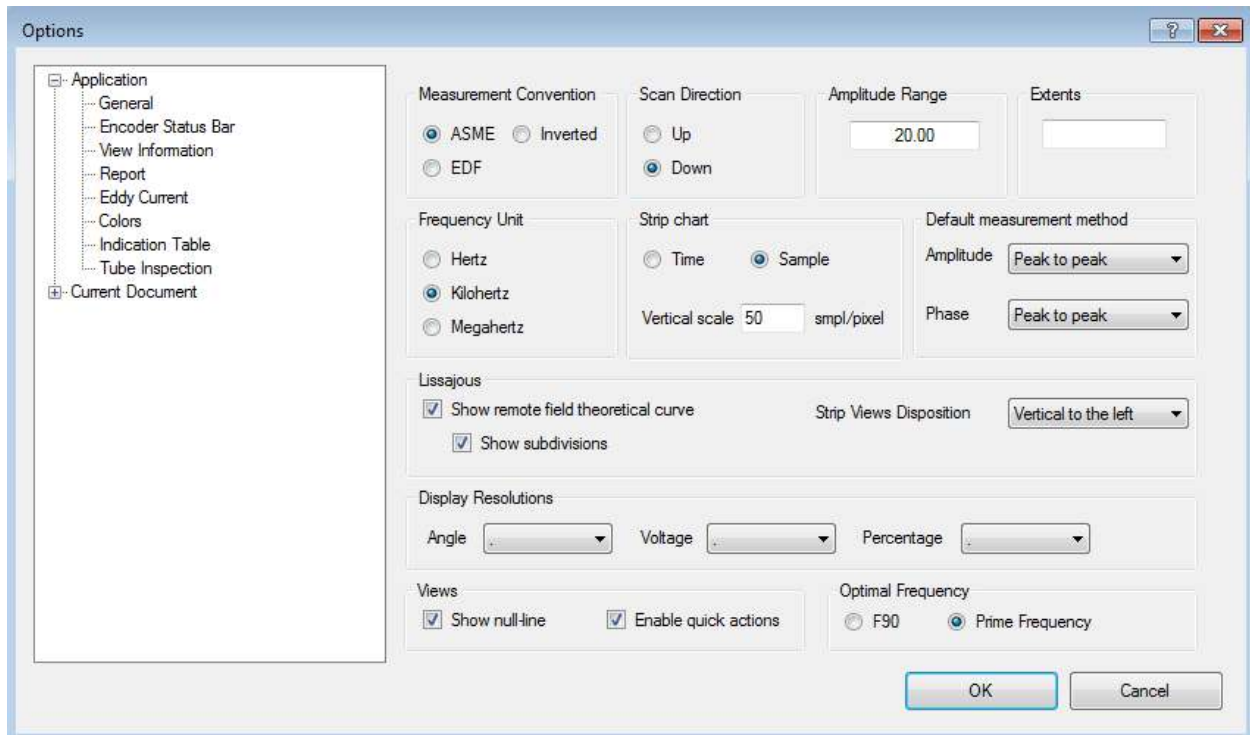 Options
Application
General
Encoder Status Bar
View Information
Report
Eddy Current
Colors
Indication Table
Tube Inspection
Current Document
Measurement Convention
ASME
Inverted
EDF
Scan Direction
Up
Down
Amplitude Range
20.00
Extents
Frequency Unit
Hertz
Kilohertz
Megahertz
Strip chart
Time
Sample
Vertical scale 50 smpl/pixel
Default measurement method
Amplitude Peak to peak
Phase Peak to peak
Lissajous
Show remote field theoretical curve
Show subdivisions
Strip Views Disposition Vertical to the left
Display Resolutions
Angle .
Voltage .
Percentage .
Views
Show null-line
Enable quick actions
Optimal Frequency
F90
Prime Frequency
OK
Cancel